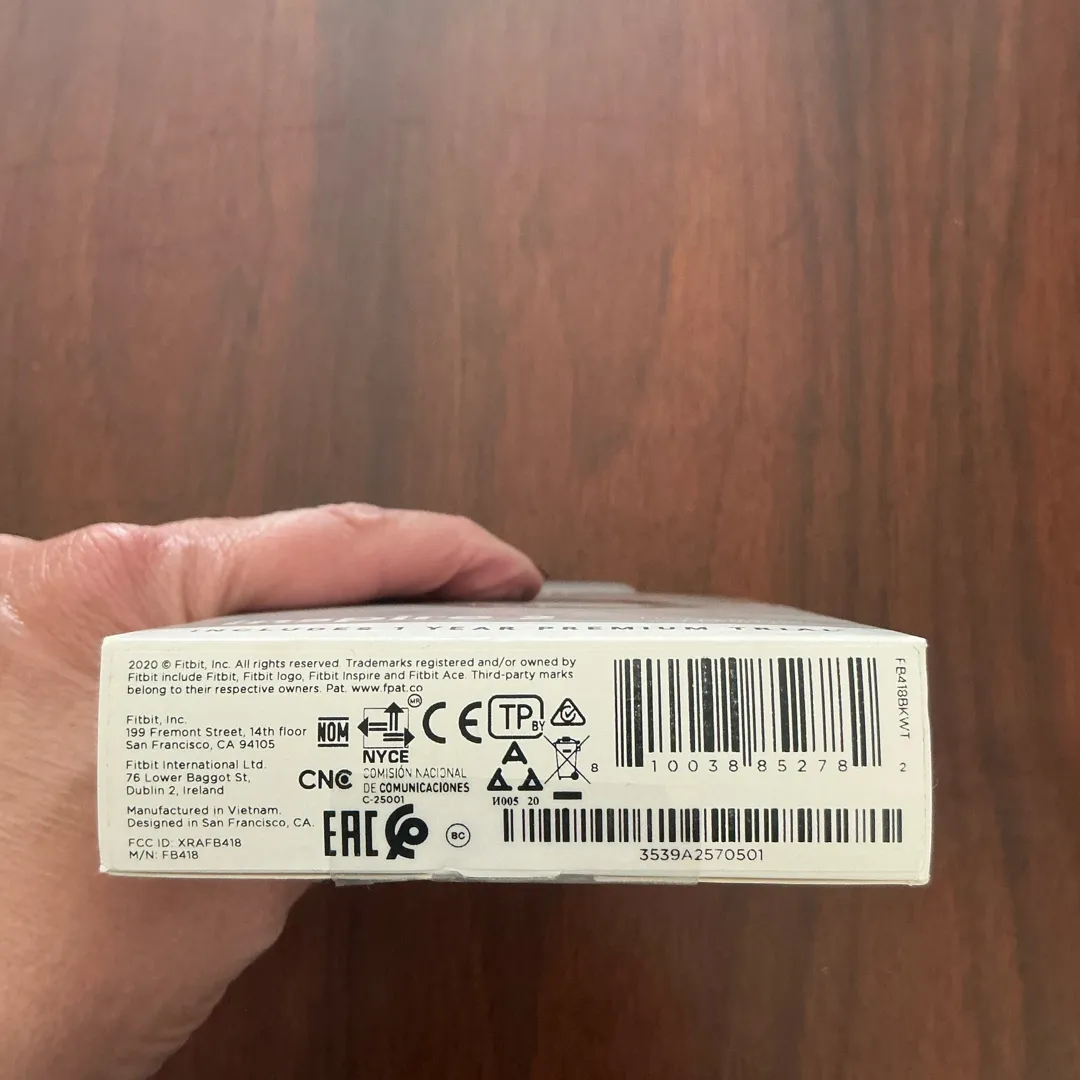 INCLUDES 1 YEAR PREMIUM TRIAL
2020 © Fitbit, Inc. All rights reserved. Trademarks registered and/or owned by
Fitbit include Fitbit, Fitbit logo, Fitbit Inspire and Fitbit Ace. Third-party marks
belong to their respective owners. Pat. www.fpat.co
Fitbit, Inc.
199 Fremont Street, 14th floor
San Francisco, CA 94105
Fitbit International Ltd.
76 Lower Baggot St,
Dublin 2, Ireland
Manufactured in Vietnam.
Designed in San Francisco, CA.
FCC ID: XRAFB418
M/N: FB418
NOM
MR
NYCE
CE
TP BY
CNC
COMISIÓN NACIONAL
DE COMUNICACIONES
C-25001
И005 20
EAC
BC
8 10038 85278 2
FB418BKWT
3539A2570501